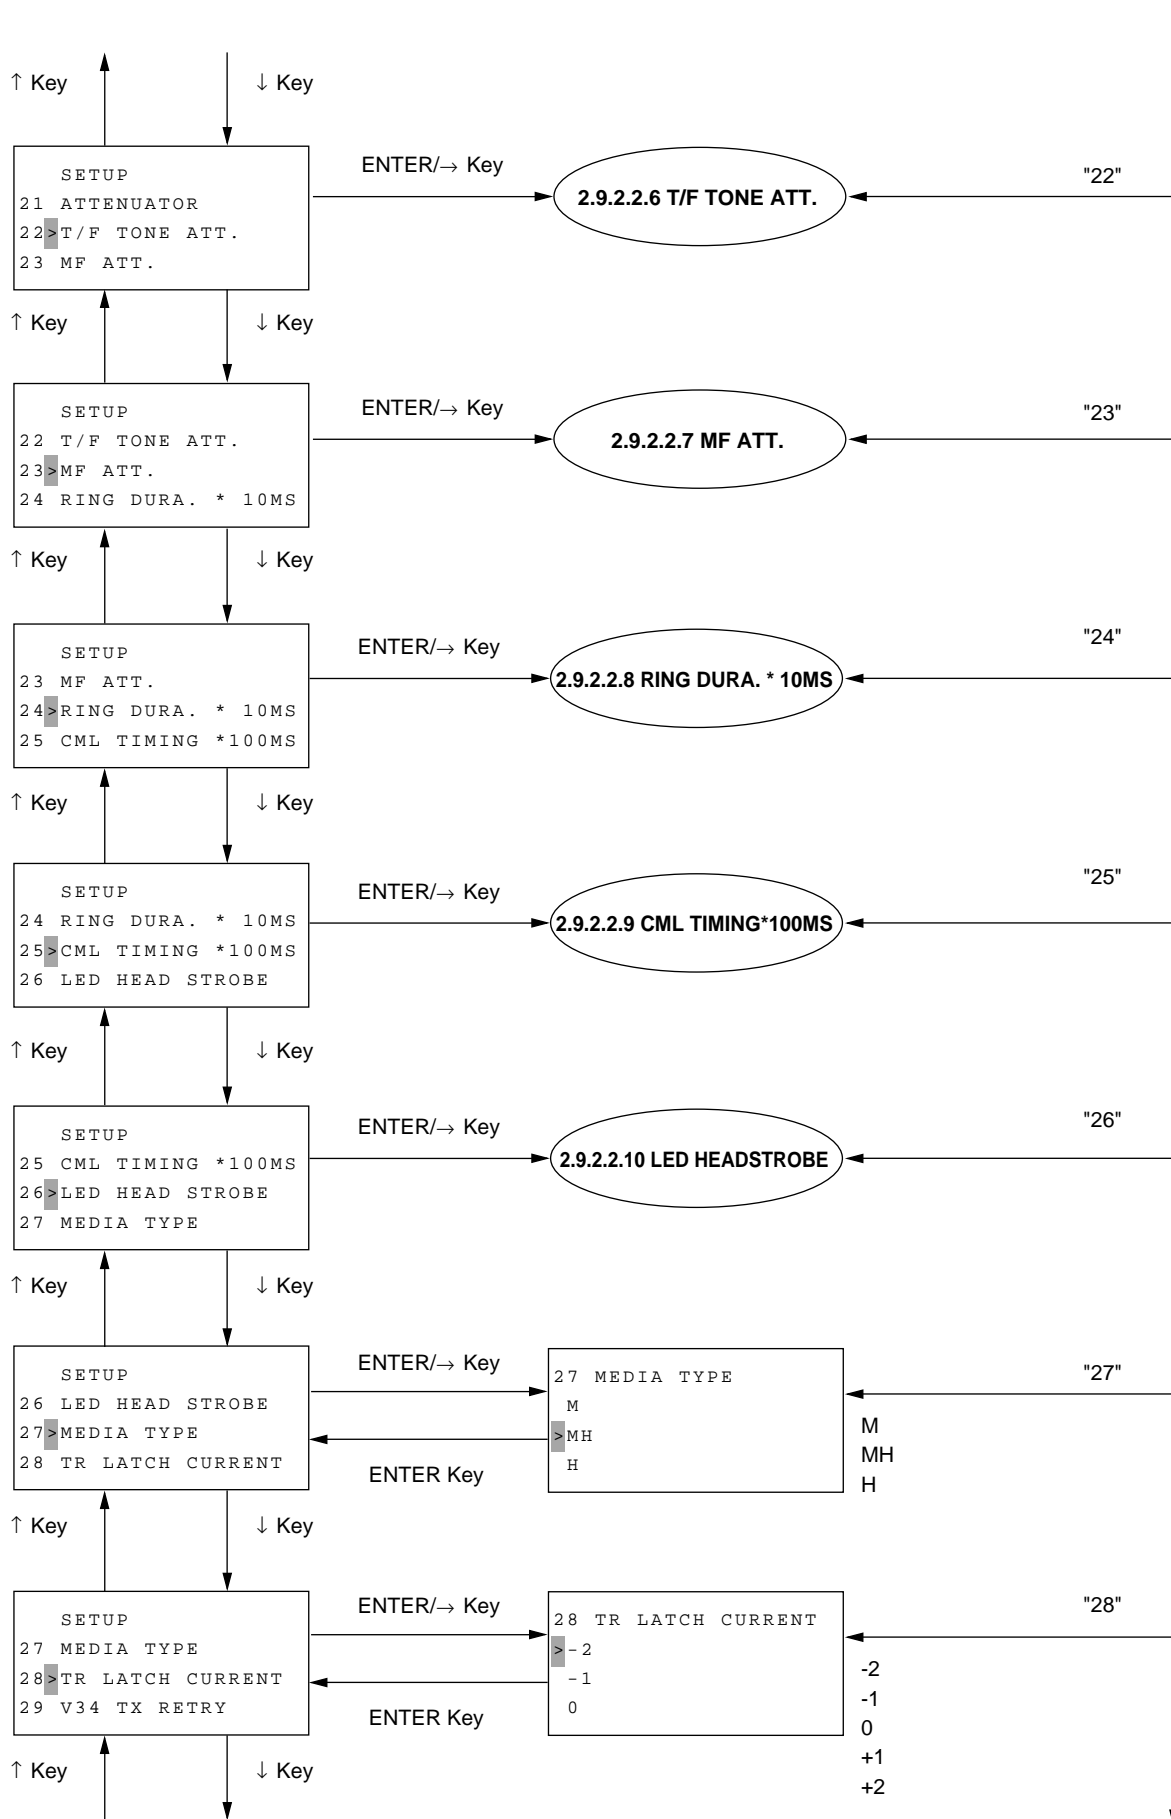 ↑ Key
↓ Key
SETUP
21 ATTENUATOR
22>T/F TONE ATT.
23 MF ATT.
ENTER/→ Key
2.9.2.2.6 T/F TONE ATT.
"22"
↑ Key
↓ Key
SETUP
22 T/F TONE ATT.
23>MF ATT.
24 RING DURA. * 10MS
ENTER/→ Key
2.9.2.2.7 MF ATT.
"23"
↑ Key
↓ Key
SETUP
23 MF ATT.
24>RING DURA. * 10MS
25 CML TIMING *100MS
ENTER/→ Key
2.9.2.2.8 RING DURA. * 10MS
"24"
↑ Key
↓ Key
SETUP
24 RING DURA. * 10MS
25>CML TIMING *100MS
26 LED HEAD STROBE
ENTER/→ Key
2.9.2.2.9 CML TIMING*100MS
"25"
↑ Key
↓ Key
SETUP
25 CML TIMING *100MS
26>LED HEAD STROBE
27 MEDIA TYPE
ENTER/→ Key
2.9.2.2.10 LED HEADSTROBE
"26"
↑ Key
↓ Key
SETUP
26 LED HEAD STROBE
27>MEDIA TYPE
28 TR LATCH CURRENT
ENTER/→ Key
ENTER Key
27 MEDIA TYPE
M
>MH
H
"27"
M
MH
H
↑ Key
↓ Key
SETUP
27 MEDIA TYPE
28>TR LATCH CURRENT
29 V34 TX RETRY
ENTER/→ Key
ENTER Key
28 TR LATCH CURRENT
>-2
-1
0
"28"
-2
-1
0
+1
+2
↑ Key
↓ Key